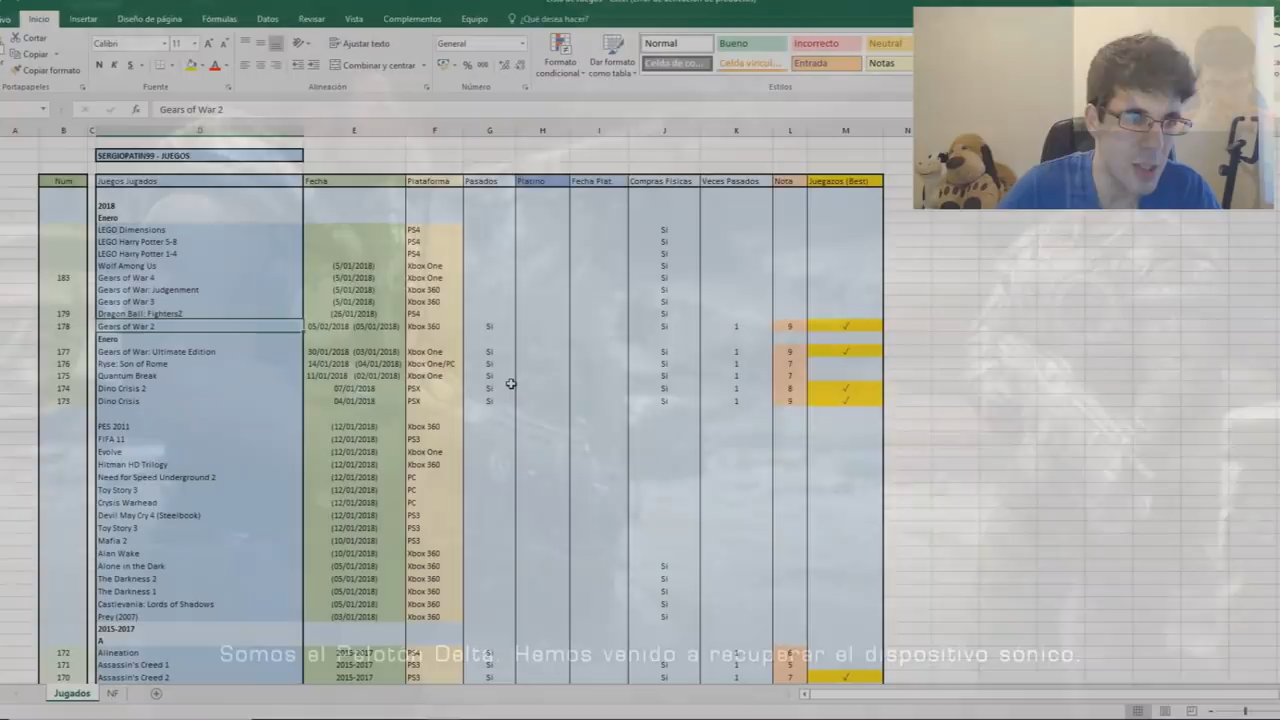 Inicio Insertar Diseño de página Fórmulas Datos Revisar Vista Complementos Equipo ¿Qué desea hacer?
Cortar
Copiar
Copiar formato
Calibri 11
N K S
Ajustar texto
Combinar y centrar
General
% 000
Formato condicional
Dar formato como tabla
Normal Bueno Incorrecto Neutral
Celda de co... Celda vincul... Entrada Notas
Portapapeles Fuente Alineación Número Estilos
Gears of War 2
A B C D E F G H I J K L M N
SERGIOPATIN99 - JUEGOS
Num Juegos Jugados Fecha Plataforma Pasados Platino Fecha Plat. Compras Físicas Veces Pasados Nota Juegazos (Best)
2018
Enero
LEGO Dimensions PS4 Si
LEGO Harry Potter 5-8 PS4 Si
LEGO Harry Potter 1-4 PS4 Si
Wolf Among Us (5/01/2018) Xbox One Si
183 Gears of War 4 (5/01/2018) Xbox One Si
Gears of War: Judgenment (5/01/2018) Xbox 360 Si
Gears of War 3 (5/01/2018) Xbox 360 Si
179 Dragon Ball: FightersZ (26/01/2018) PS4 Si
178 Gears of War 2 05/02/2018 (05/01/2018) Xbox 360 Si Si 1 9 ✓
Enero
177 Gears of War: Ultimate Edition 30/01/2018 (03/01/2018) Xbox One Si Si 1 9 ✓
176 Ryse: Son of Rome 14/01/2018 (04/01/2018) Xbox One/PC Si Si 1 7
175 Quantum Break 11/01/2018 (02/01/2018) Xbox One Si Si 1 7
174 Dino Crisis 2 07/01/2018 PSX Si Si 1 8 ✓
173 Dino Crisis 04/01/2018 PSX Si Si 1 9 ✓
PES 2011 (12/01/2018) Xbox 360
FIFA 11 (12/01/2018) PS3
Evolve (12/01/2018) Xbox One
Hitman HD Trilogy (12/01/2018) Xbox 360
Need for Speed Underground 2 (12/01/2018) PC
Toy Story 3 (12/01/2018) PC
Crysis Warhead (12/01/2018) PC
Devil May Cry 4 (Steelbook) (12/01/2018) PS3
Toy Story 3 (12/01/2018) PS3
Mafia 2 (10/01/2018) PS3
Alan Wake (10/01/2018) Xbox 360
Alone in the Dark (05/01/2018) Xbox 360 Si
The Darkness 2 (05/01/2018) Xbox 360 Si
The Darkness 1 (05/01/2018) Xbox 360 Si
Castlevania: Lords of Shadows (05/01/2018) Xbox 360 Si
Prey (2007) (03/01/2018) Xbox 360 Si
2015-2017
A
172 Alineation 2015-2017 PS4 Si 1
171 Assassin's Creed 1 2015-2017 PS3 Si Si 1
170 Assassin's Creed 2 2015-2017 PS3 Si Si 1 7 ✓
Somos el Pelotón Delta. Hemos venido a recuperar el dispositivo sónico.
Jugados NF